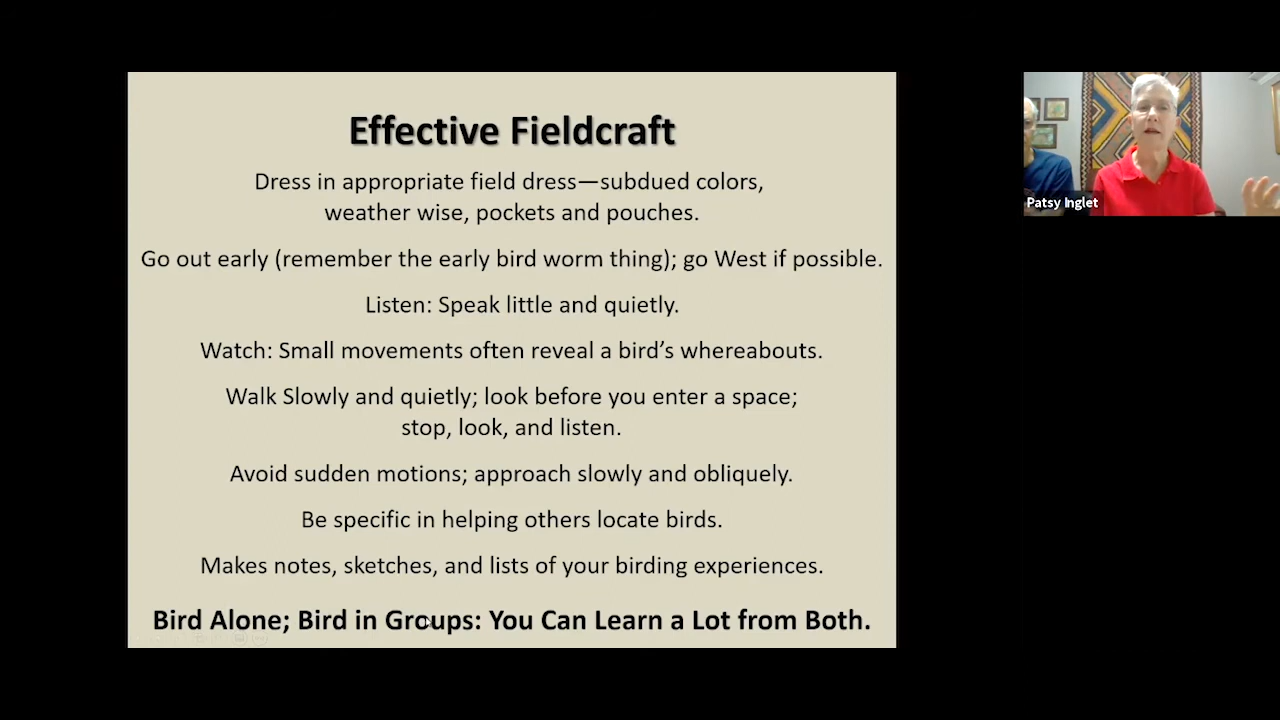 Effective Fieldcraft
Dress in appropriate field dress—subdued colors,
weather wise, pockets and pouches.
Go out early (remember the early bird worm thing); go West if possible.
Listen: Speak little and quietly.
Watch: Small movements often reveal a bird’s whereabouts.
Walk Slowly and quietly; look before you enter a space;
stop, look, and listen.
Avoid sudden motions; approach slowly and obliquely.
Be specific in helping others locate birds.
Makes notes, sketches, and lists of your birding experiences.
Bird Alone; Bird in Groups: You Can Learn a Lot from Both.
Patsy Inglet